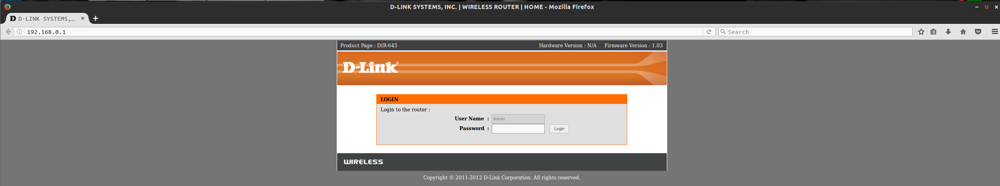 D-LINK SYSTEMS, INC. | WIRELESS ROUTER | HOME - Mozilla Firefox
D D-LINK SYSTEMS,... × +
192.168.0.1 Search
Product Page : DIR-645 Hardware Version : N/A Firmware Version : 1.03
D-Link®
LOGIN
Login to the router :
User Name : Admin
Password : Login
WIRELESS
Copyright © 2011-2012 D-Link Corporation. All rights reserved.